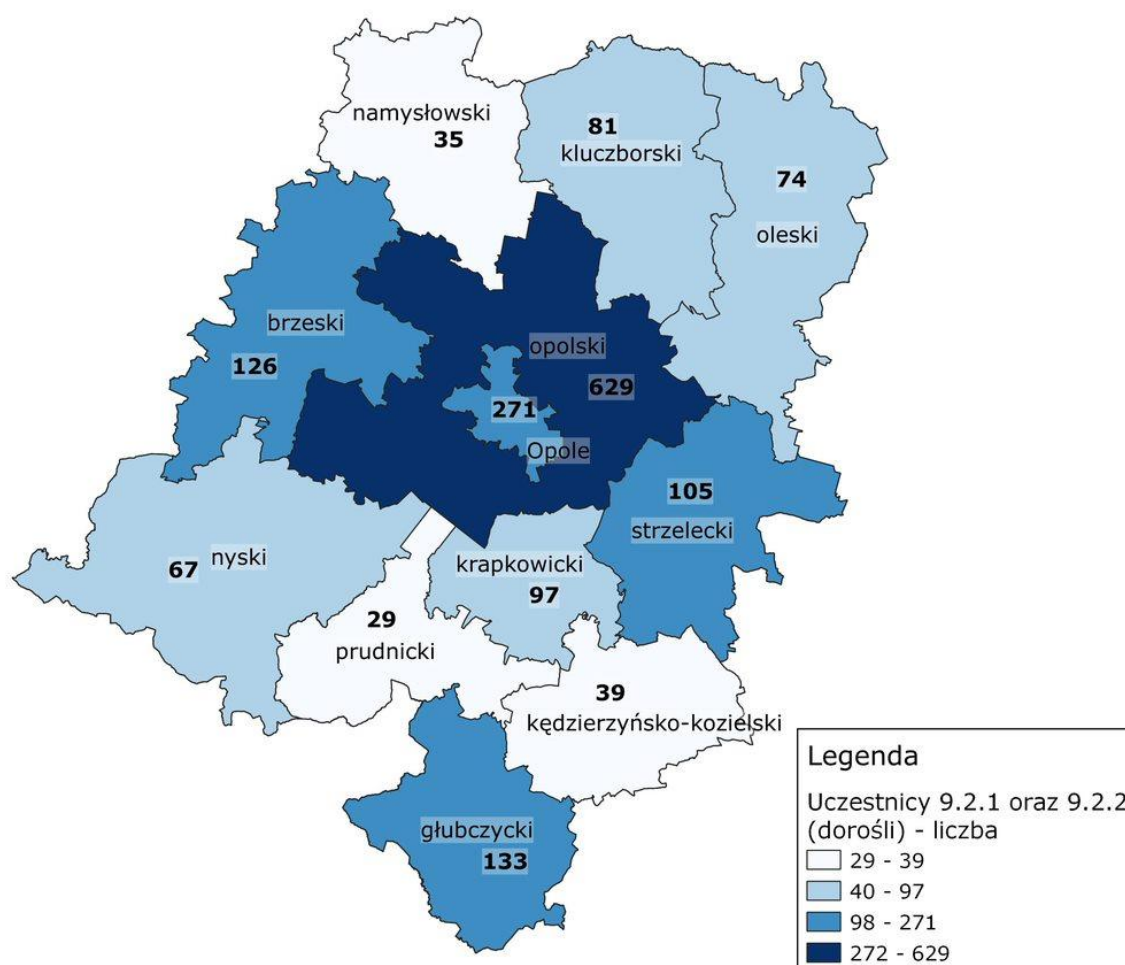 namysłowski
35
81
kluczborski
74
oleski
brzeski
126
opolski
629
271
Opole
105
strzelecki
nyski
67
krapkowicki
97
29
prudnicki
39
kędzierzyńsko-kozielski
głubczycki
133
Legenda
Uczestnicy 9.2.1 oraz 9.2.2
(dorośli) - liczba
29 - 39
40 - 97
98 - 271
272 - 629